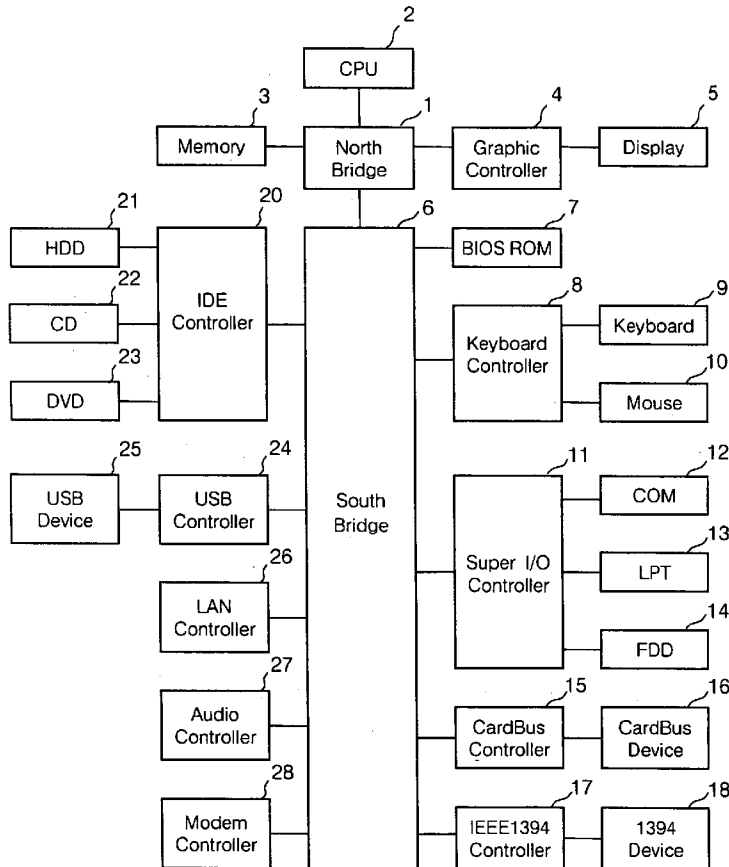 2
CPU
3
1
4
5
Memory
North
Bridge
Graphic
Controller
Display
21
20
6
7
HDD
BIOS ROM
22
IDE
Controller
8
9
CD
Keyboard
Controller
Keyboard
23
10
DVD
Mouse
25
24
11
12
USB
Device
USB
Controller
South
Bridge
COM
26
13
LAN
Controller
Super I/O
Controller
LPT
14
FDD
27
15
16
Audio
Controller
CardBus
Controller
CardBus
Device
28
17
18
Modem
Controller
IEEE1394
Controller
1394
Device